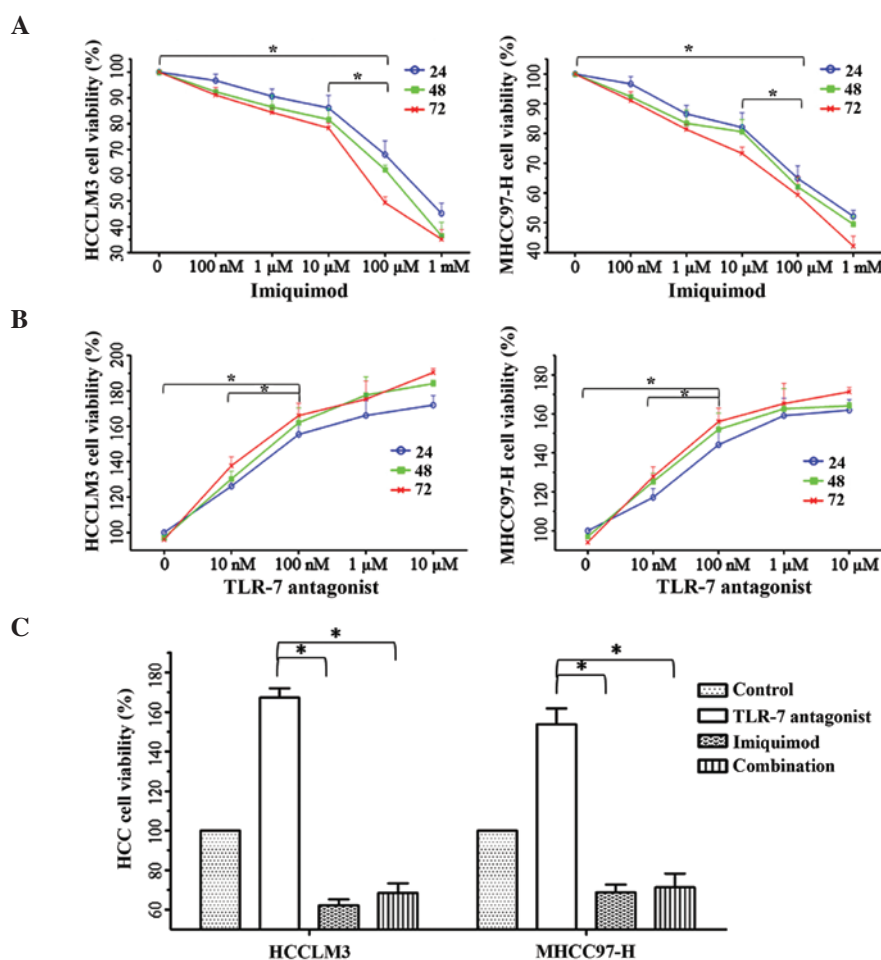 A
HCCLM3 cell viability (%)
100
90
80
70
60
50
40
30
*
*
24
48
72
0 100 nM 1 µM 10 µM 100 µM 1 mM
Imiquimod
MHCC97-H cell viability (%)
100
90
80
70
60
50
40
*
*
24
48
72
0 100 nM 1 µM 10 µM 100 µM 1 mM
Imiquimod
B
HCCLM3 cell viability (%)
200
180
160
140
120
100
*
*
24
48
72
0 10 nM 100 nM 1 µM 10 µM
TLR-7 antagonist
MHCC97-H cell viability (%)
180
160
140
120
100
*
*
24
48
72
0 10 nM 100 nM 1 µM 10 µM
TLR-7 antagonist
C
HCC cell viability (%)
180
160
140
120
100
80
60
*
*
*
*
Control
TLR-7 antagonist
Imiquimod
Combination
HCCLM3 MHCC97-H